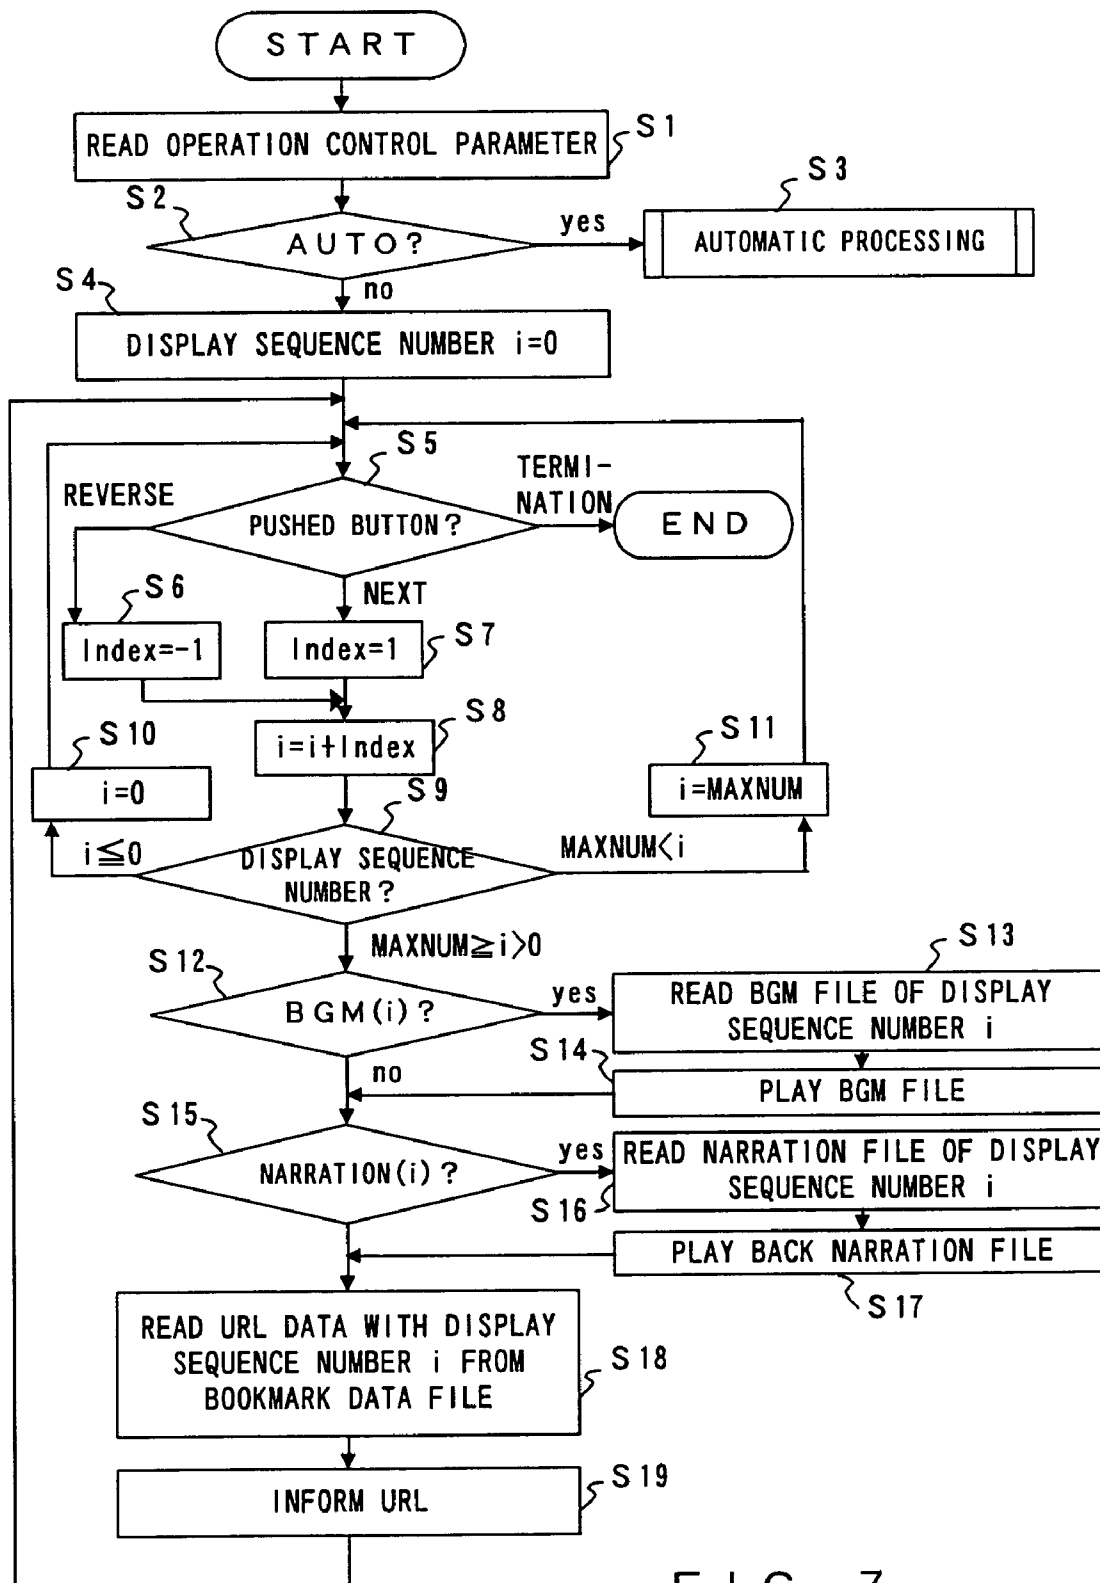 START
READ OPERATION CONTROL PARAMETER
S1
S2
AUTO?
yes
S3
AUTOMATIC PROCESSING
no
S4
DISPLAY SEQUENCE NUMBER i=0
S5
REVERSE
TERMI-
NATION
PUSHED BUTTON?
END
S6
NEXT
Index=-1
Index=1
S7
S8
S10
i=i+Index
S11
i=0
S9
i=MAXNUM
i≦0
DISPLAY SEQUENCE
NUMBER?
MAXNUM<i
MAXNUM≧i>0
S12
BGM(i)?
yes
S13
READ BGM FILE OF DISPLAY
SEQUENCE NUMBER i
no
S14
PLAY BGM FILE
S15
NARRATION(i)?
yes
READ NARRATION FILE OF DISPLAY
SEQUENCE NUMBER i
S16
PLAY BACK NARRATION FILE
S17
READ URL DATA WITH DISPLAY
SEQUENCE NUMBER i FROM
BOOKMARK DATA FILE
S18
INFORM URL
S19
FIG. 7